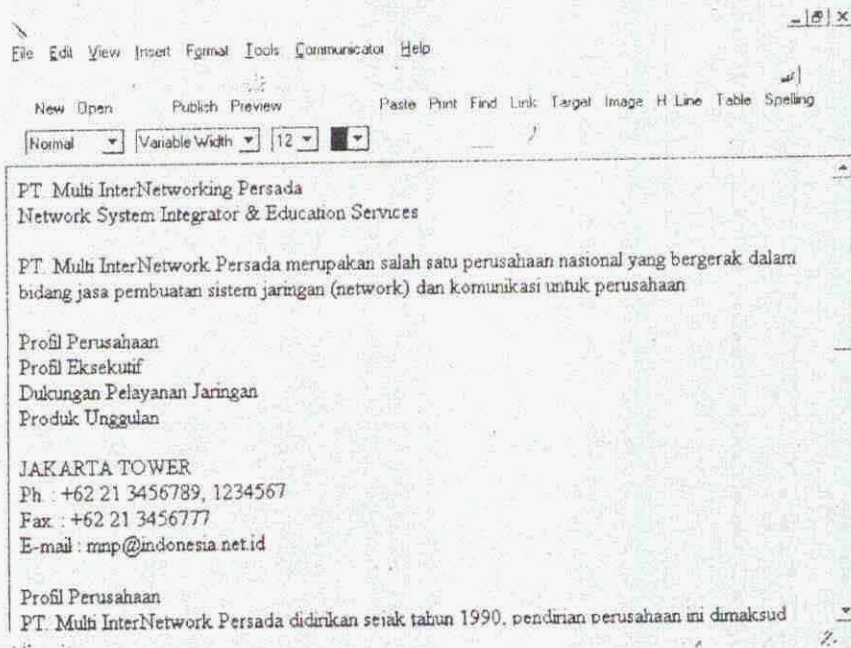 File Edit View Insert Format Tools Communicator Help
New Open Publish Preview Paste Print Find Link Target Image H.Line Table Spelling
Normal Variable Width 12
PT. Multi InterNetworking Persada
Network System Integrator & Education Services
PT. Multi InterNetwork Persada merupakan salah satu perusahaan nasional yang bergerak dalam
bidang jasa pembuatan sistem jaringan (network) dan komunikasi untuk perusahaan
Profil Perusahaan
Profil Eksekutif
Dukungan Pelayanan Jaringan
Produk Unggulan
JAKARTA TOWER
Ph. : +62 21 3456789, 1234567
Fax. : +62 21 3456777
E-mail : mnp@indonesia.net.id
Profil Perusahaan
PT. Multi InterNetwork Persada didirikan sejak tahun 1990, pendirian perusahaan ini dimaksud